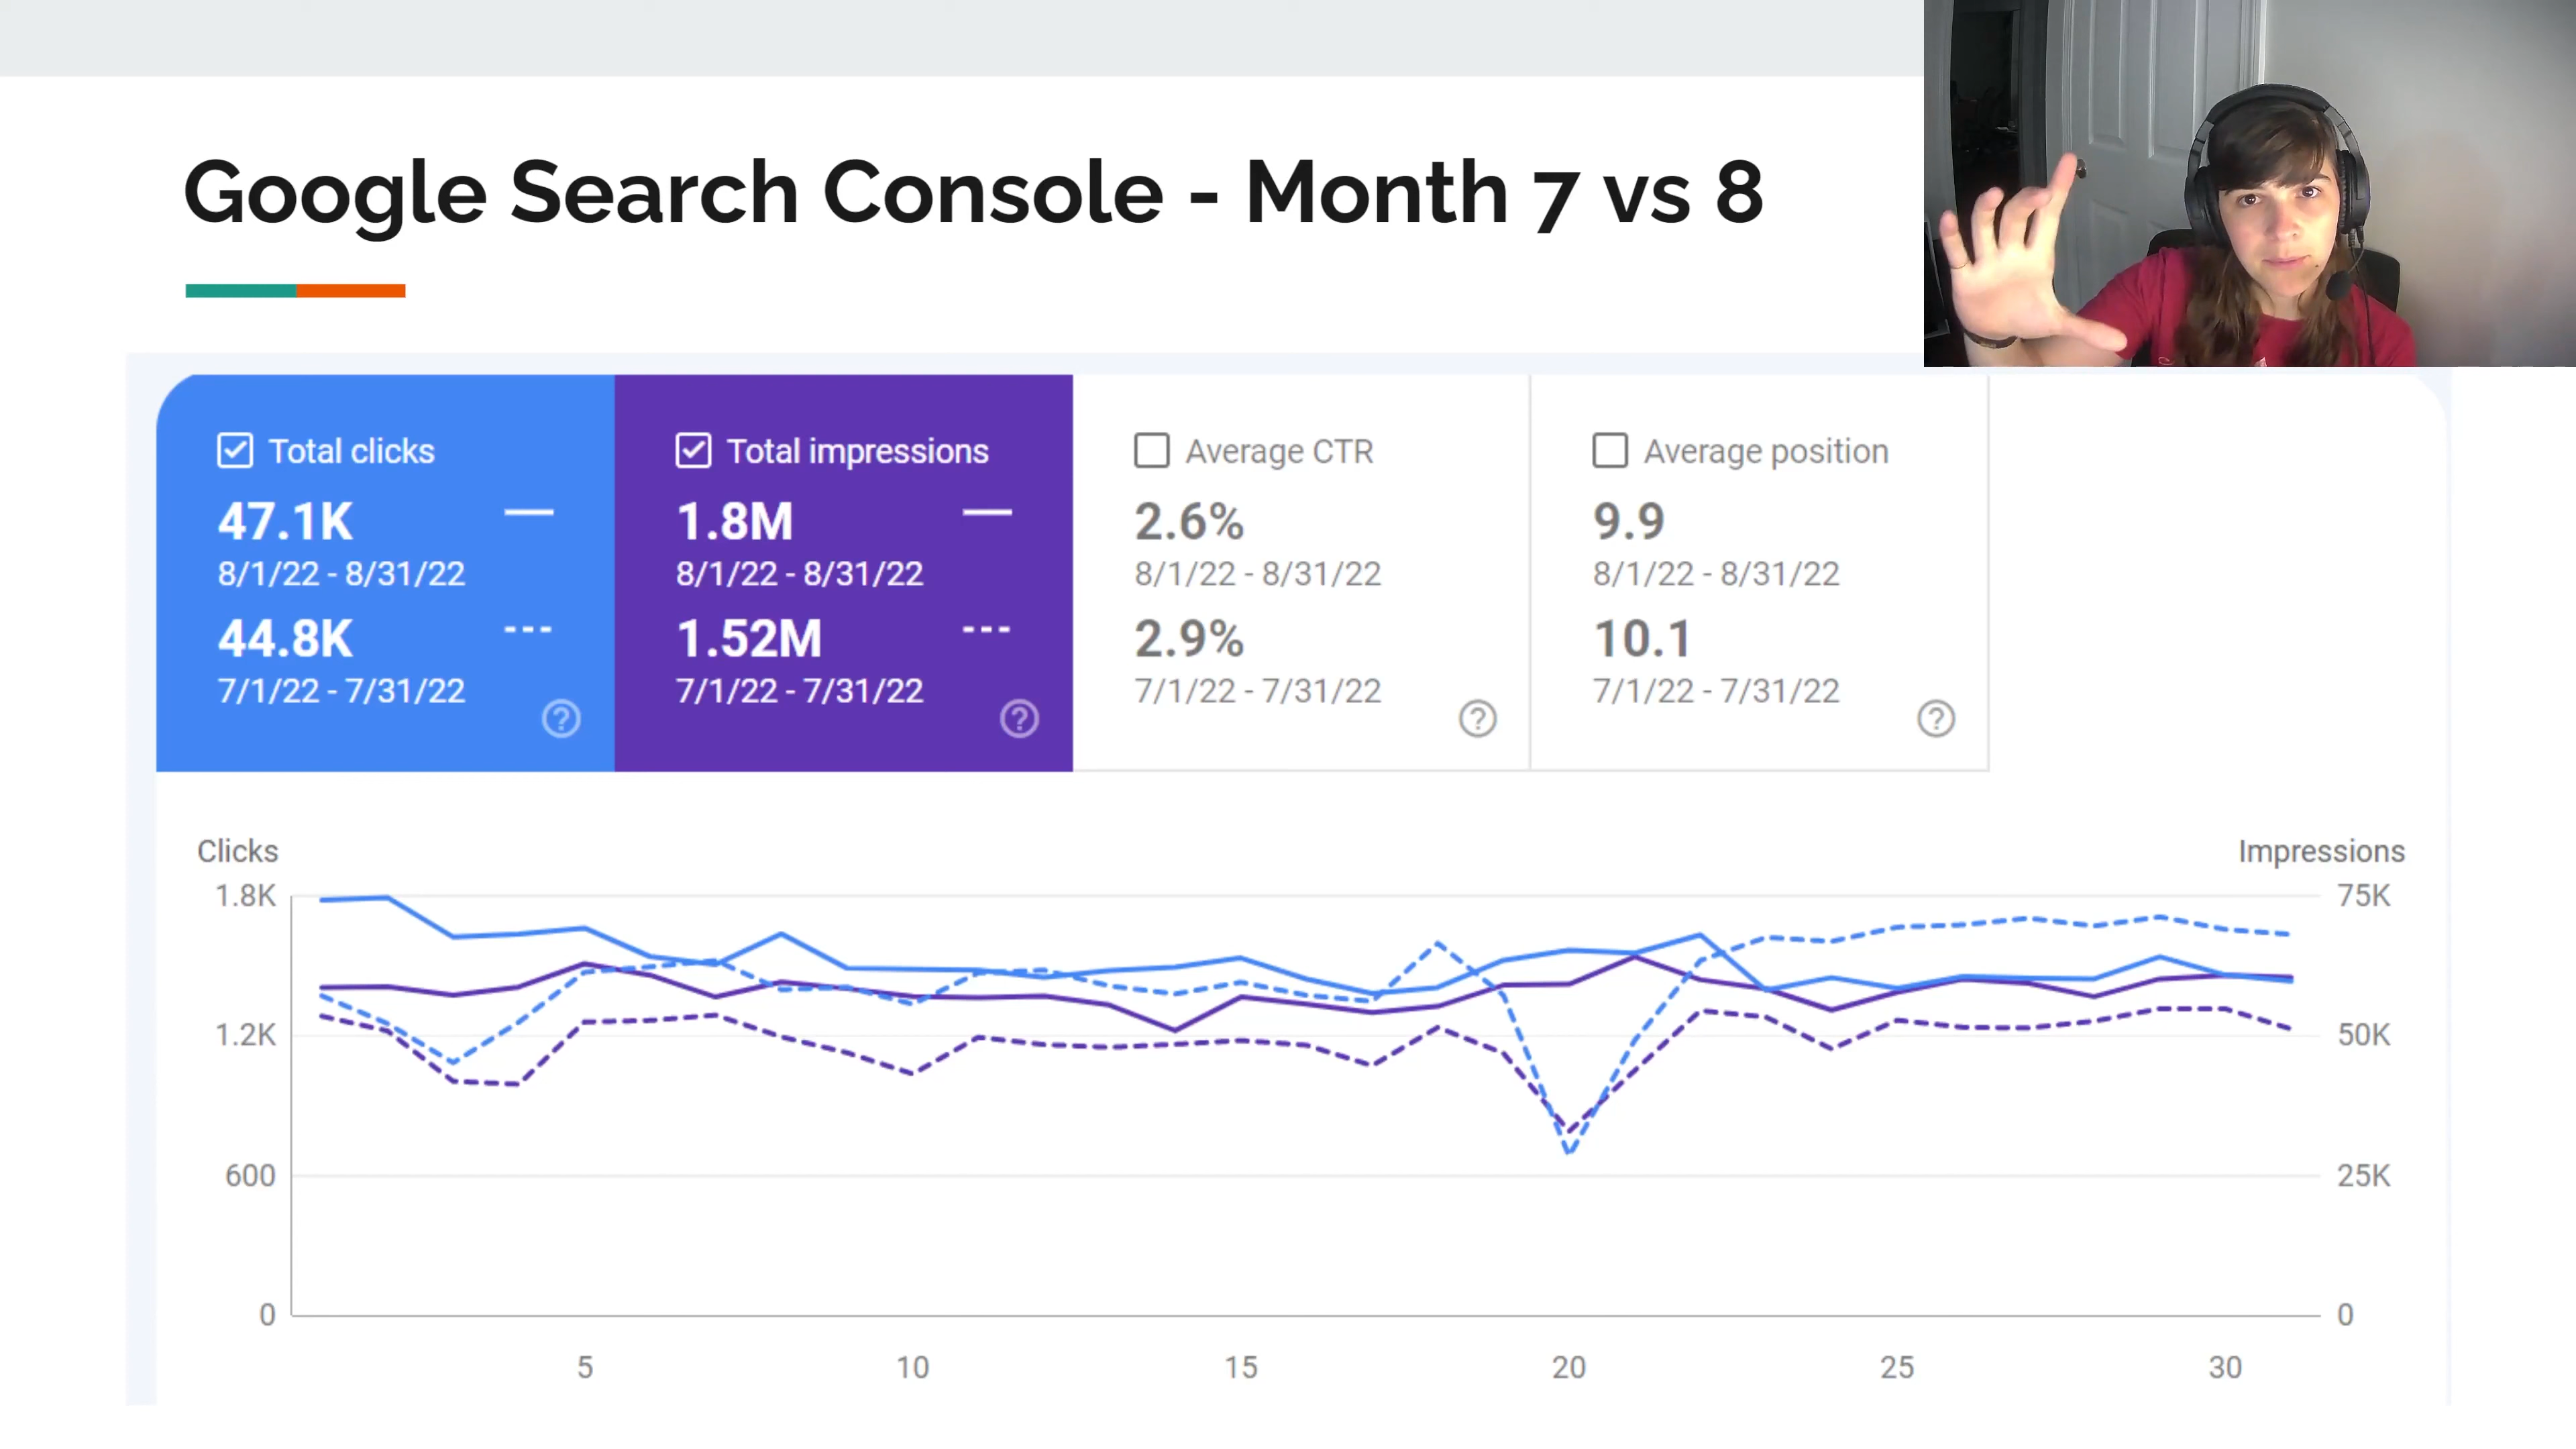 Google Search Console - Month 7 vs 8
Total clicks
47.1K
8/1/22 - 8/31/22
44.8K
7/1/22 - 7/31/22
Total impressions
1.8M
8/1/22 - 8/31/22
1.52M
7/1/22 - 7/31/22
Average CTR
2.6%
8/1/22 - 8/31/22
2.9%
7/1/22 - 7/31/22
Average position
9.9
8/1/22 - 8/31/22
10.1
7/1/22 - 7/31/22
Clicks
Impressions
1.8K
75K
1.2K
50K
600
25K
0
0
5 10 15 20 25 30